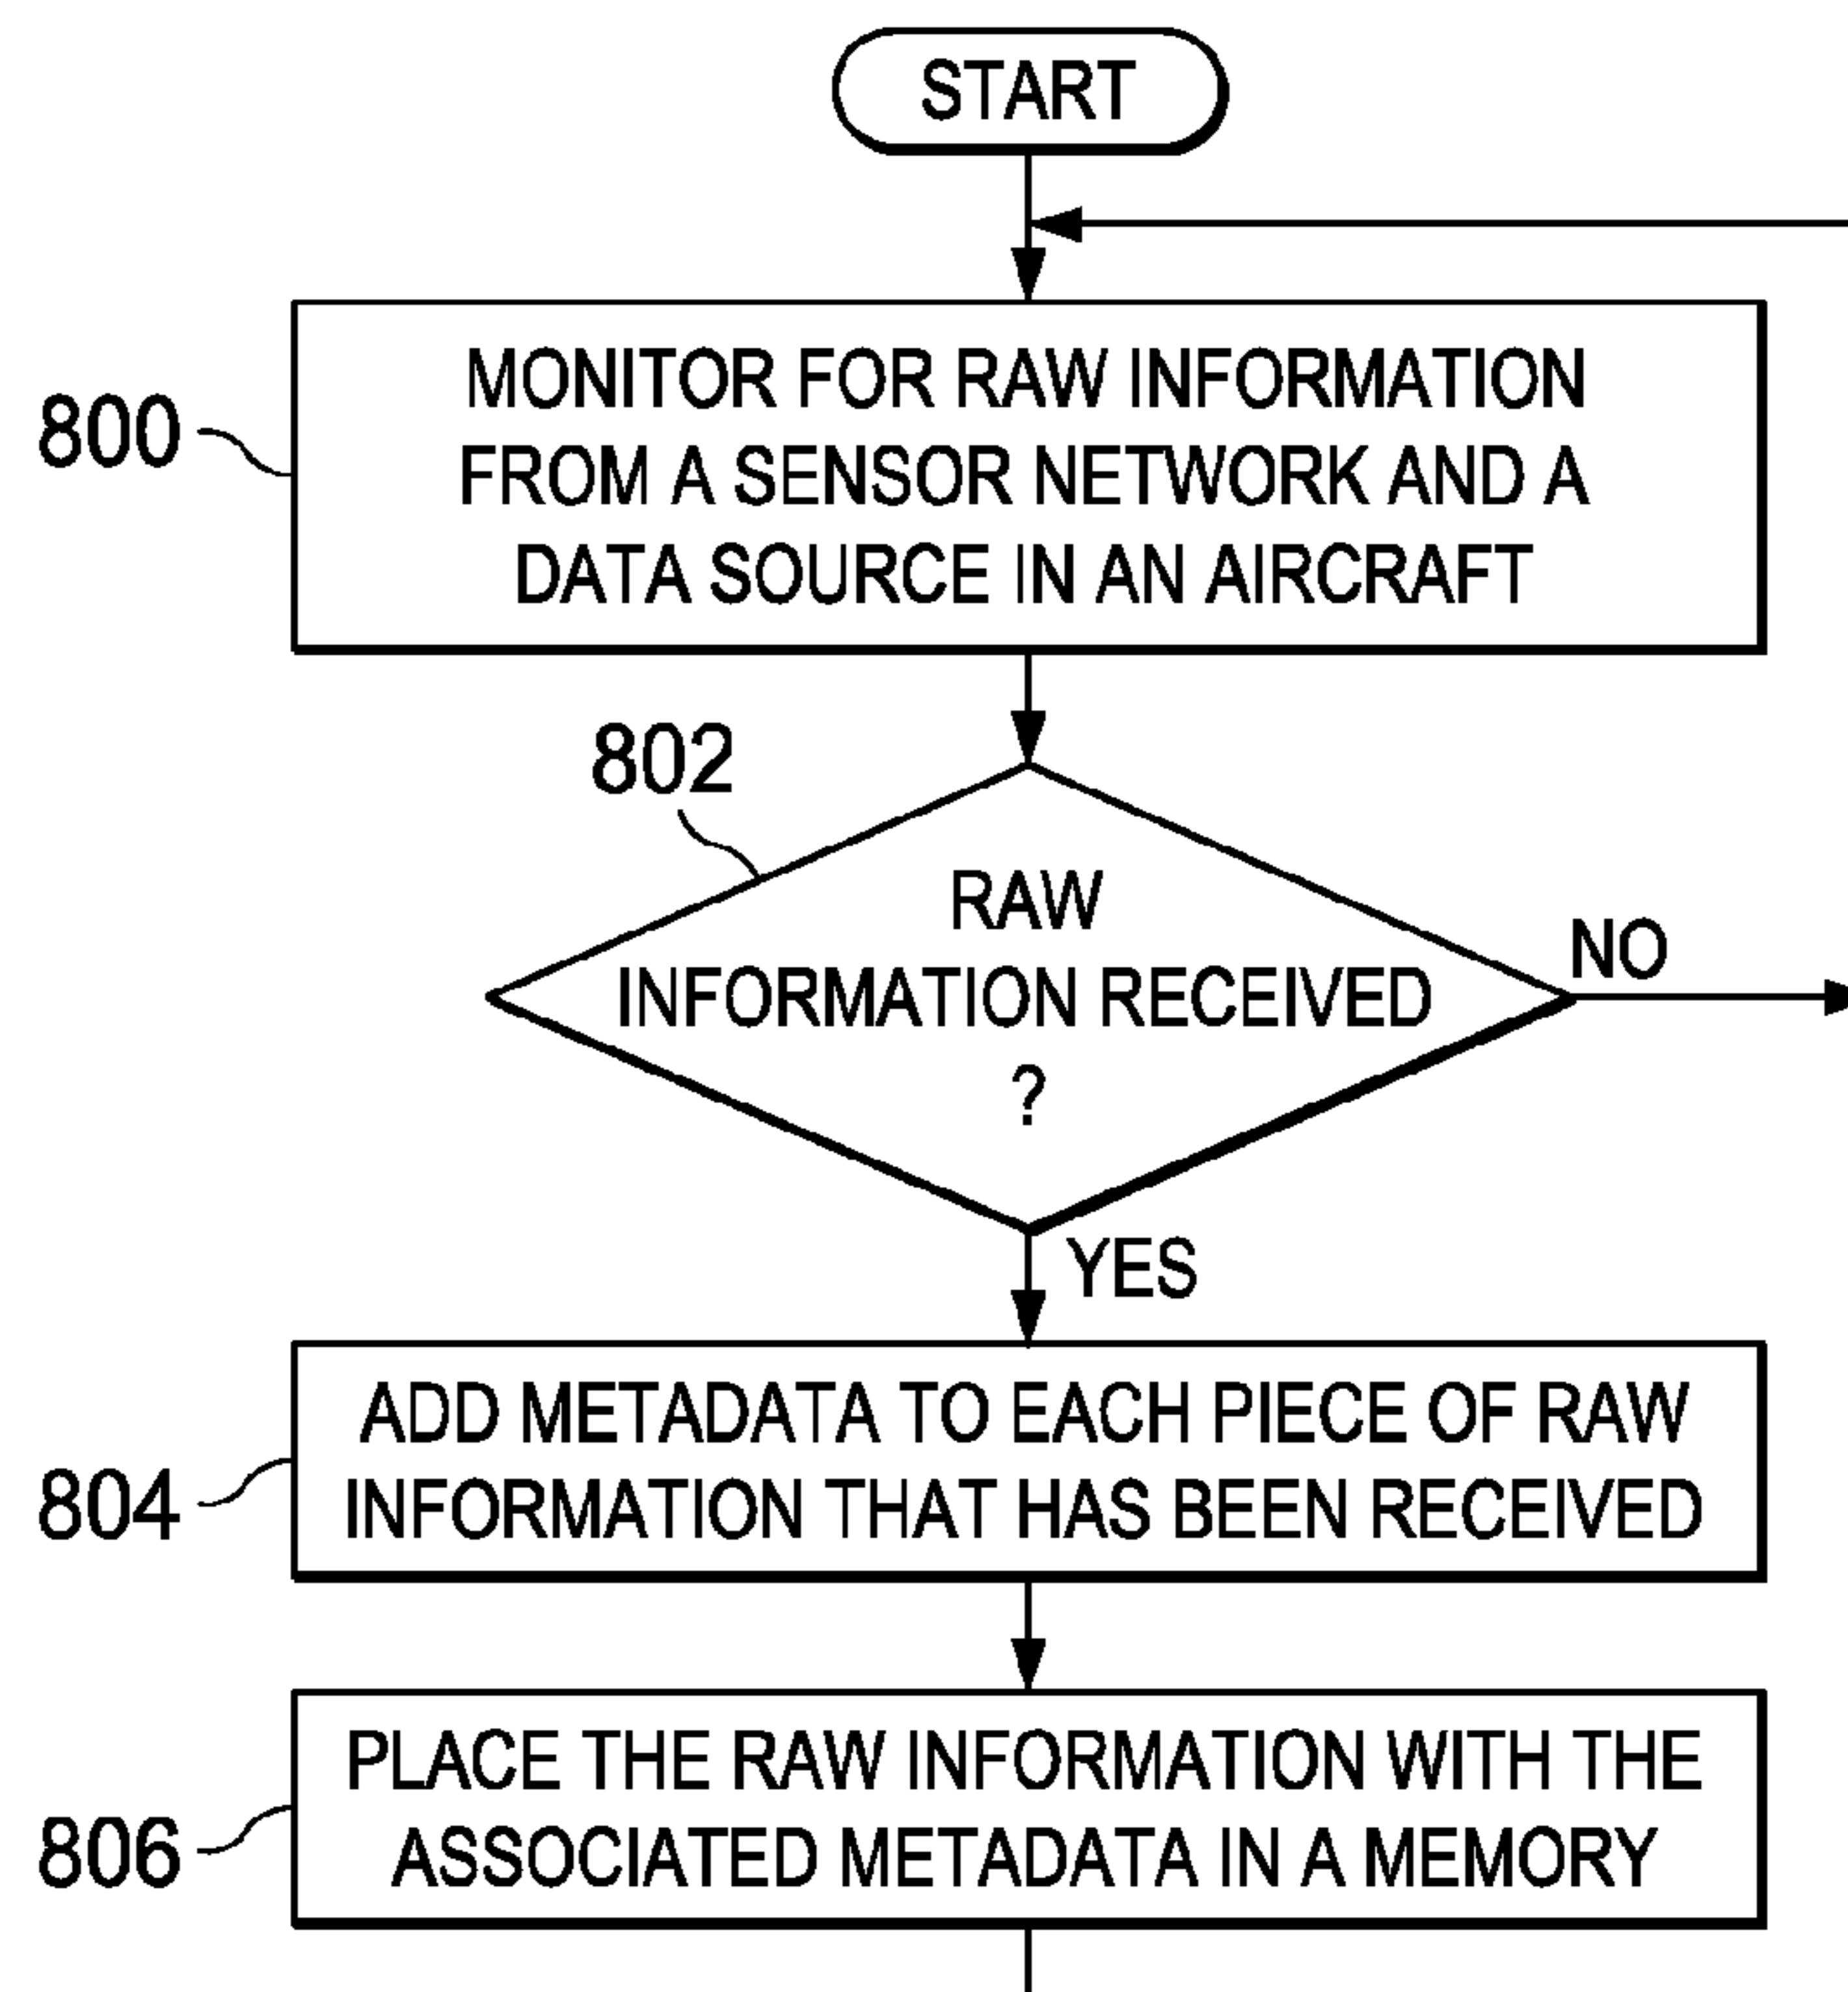 START
800
MONITOR FOR RAW INFORMATION
FROM A SENSOR NETWORK AND A
DATA SOURCE IN AN AIRCRAFT
802
RAW
INFORMATION RECEIVED
?
NO
YES
804
ADD METADATA TO EACH PIECE OF RAW
INFORMATION THAT HAS BEEN RECEIVED
806
PLACE THE RAW INFORMATION WITH THE
ASSOCIATED METADATA IN A MEMORY